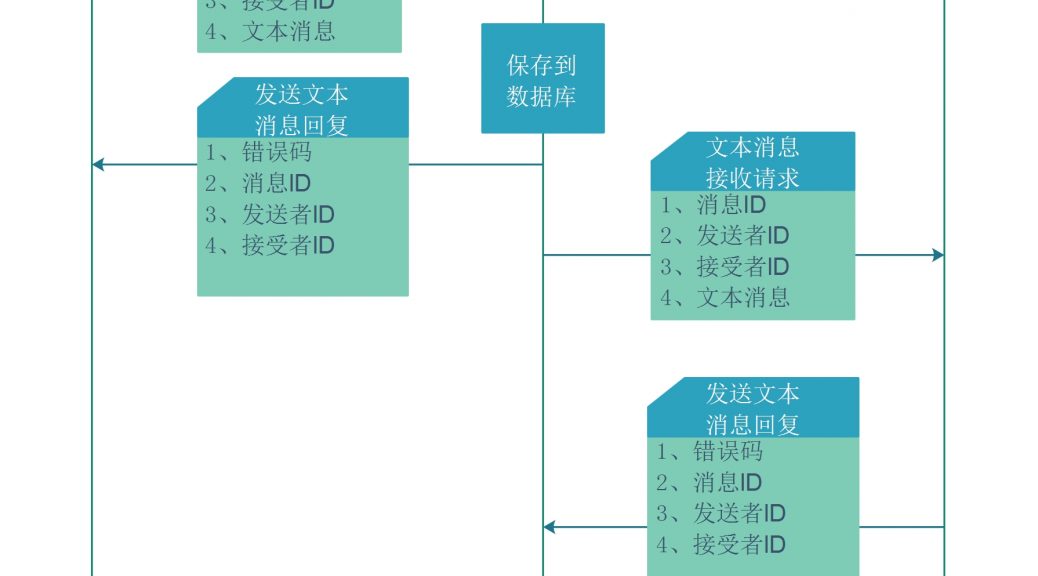 3、接受者ID
4、文本消息
保存到
数据库
发送文本
消息回复
1、错误码
2、消息ID
3、发送者ID
4、接受者ID
文本消息
接收请求
1、消息ID
2、发送者ID
3、接受者ID
4、文本消息
发送文本
消息回复
1、错误码
2、消息ID
3、发送者ID
4、接受者ID